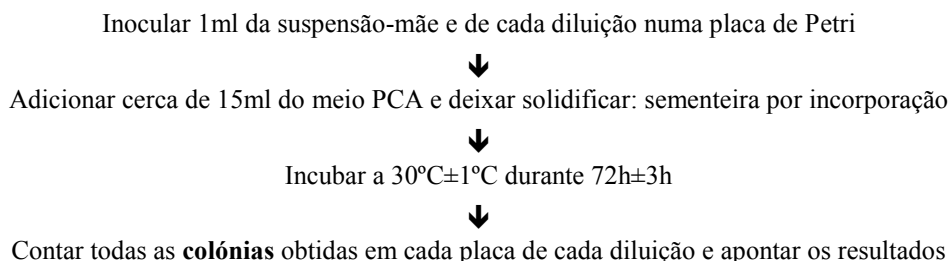 Inocular 1ml da suspensão-mãe e de cada diluição numa placa de Petri
Adicionar cerca de 15ml do meio PCA e deixar solidificar: sementeira por incorporação
Incubar a 30ºC±1ºC durante 72h±3h
Contar todas as colónias obtidas em cada placa de cada diluição e apontar os resultados